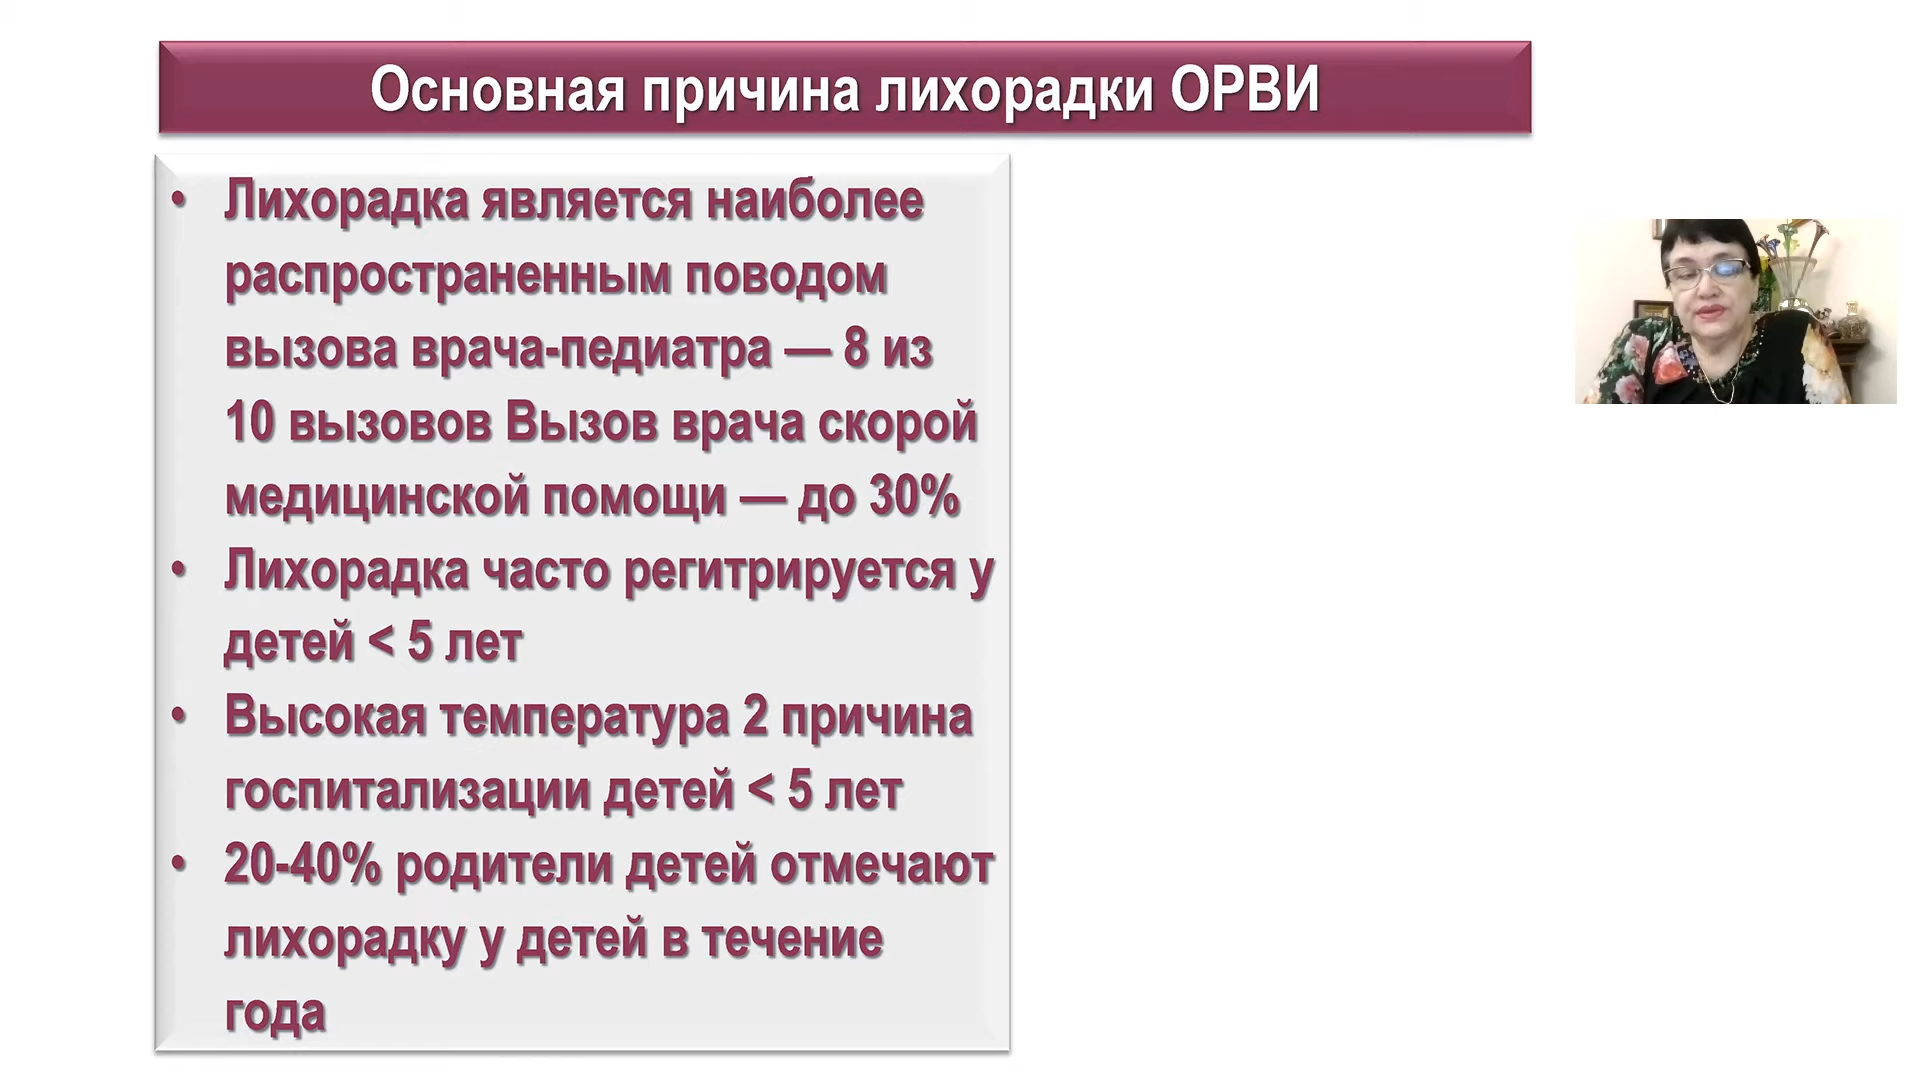 Основная причина лихорадки ОРВИ
• Лихорадка является наиболее
распространенным поводом
вызова врача-педиатра — 8 из
10 вызовов Вызов врача скорой
медицинской помощи — до 30%
• Лихорадка часто регитрируется у
детей < 5 лет
• Высокая температура 2 причина
госпитализации детей < 5 лет
• 20-40% родители детей отмечают
лихорадку у детей в течение
года